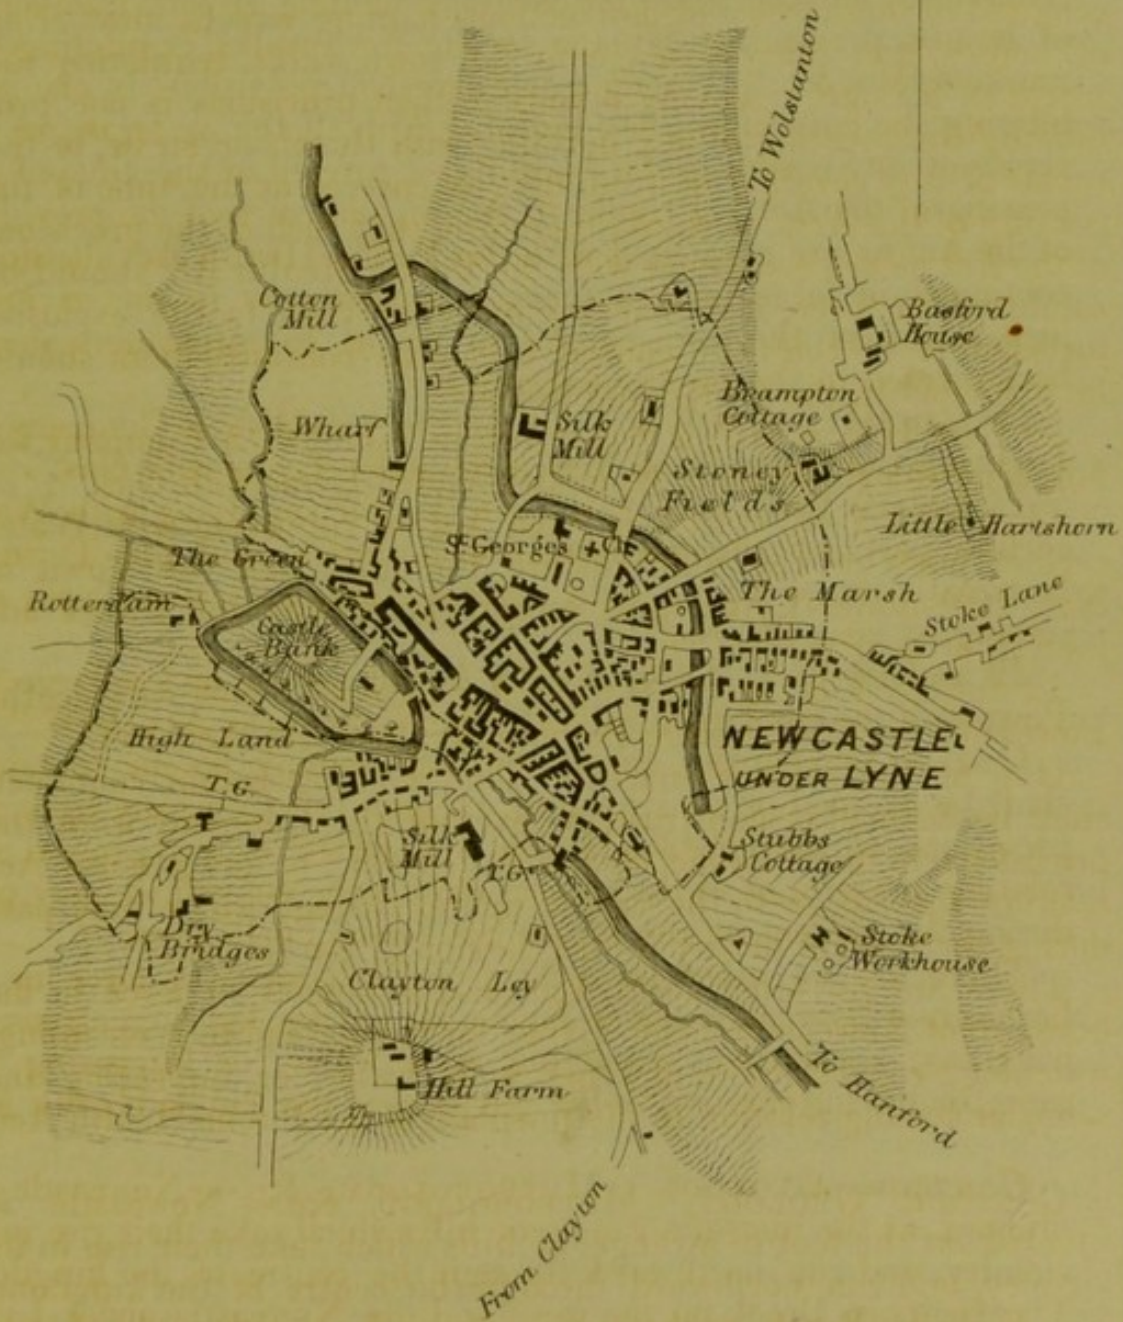 To Wolstanton
Cotton
Mill
Basford
House
Brampton
Cottage
Wharf
Silk
Mill
Stoney
Fields
Little Hartshorn
The Green
St Georges Ch.
Rotterdam
The Marsh
Stoke Lane
Castle
Bank
High Land
NEWCASTLE
UNDER LYNE
T.G.
Silk
Mill
T.G.
Stubbs
Cottage
Dry
Bridges
Stoke
Workhouse
Clayton Ley
Hill Farm
To Hanford
From Clayton